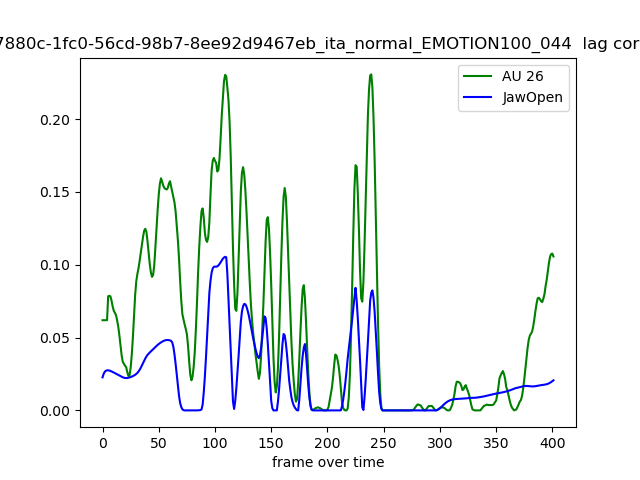 7880c-1fc0-56cd-98b7-8ee92d9467eb_ita_normal_EMOTION100_044 lag cor
AU 26
JawOpen
0.20
0.15
0.10
0.05
0.00
0 50 100 150 200 250 300 350 400
frame over time